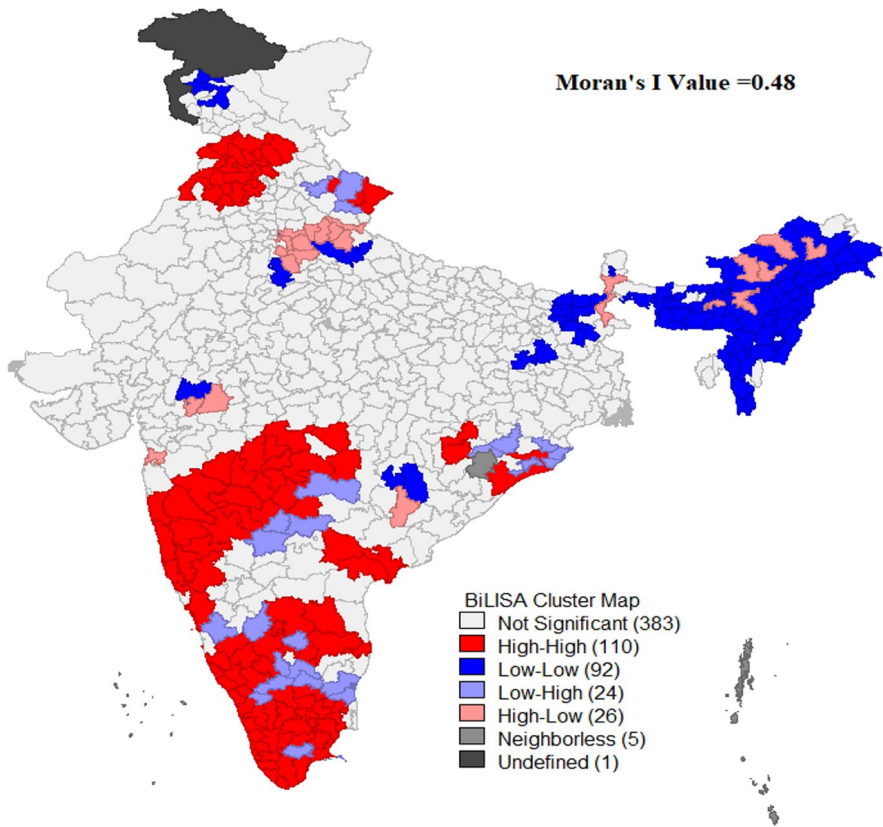 Moran's I Value =0.48
BiLISA Cluster Map
Not Significant (383)
High-High (110)
Low-Low (92)
Low-High (24)
High-Low (26)
Neighborless (5)
Undefined (1)